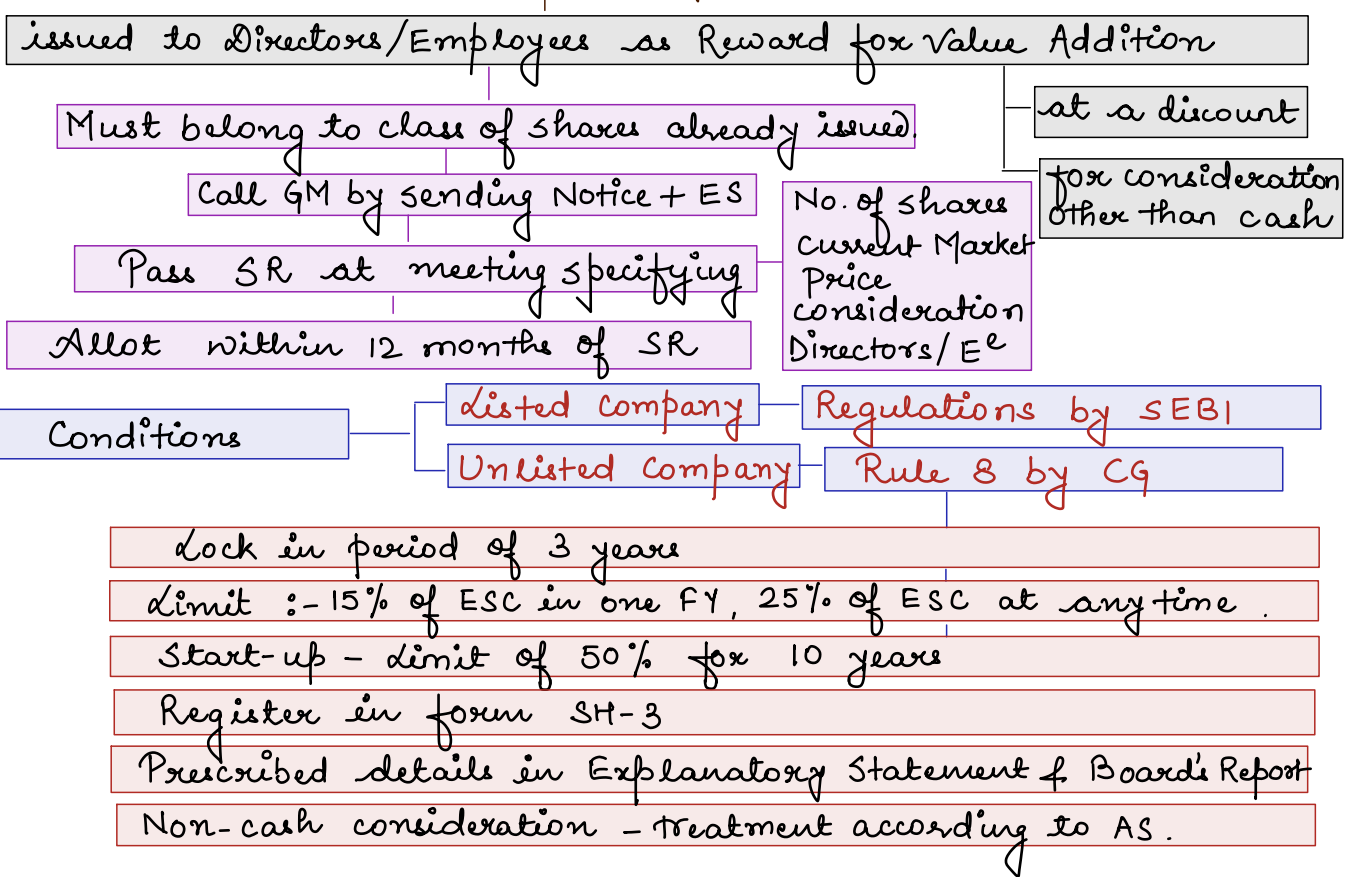 issued to Directors/Employees as Reward for Value Addition
at a discount
for consideration
other than cash
Must belong to class of shares already issued.
Call GM by sending Notice + ES
Pass SR at meeting specifying
No. of shares
Current Market
Price
consideration
Directors/Eᵉ
Allot within 12 months of SR
Conditions
Listed Company
Regulations by SEBI
Unlisted Company
Rule 8 by CG
Lock in period of 3 years
Limit :- 15% of ESC in one FY, 25% of ESC at any time.
Start-up - Limit of 50% for 10 years
Register in form SH-3
Prescribed details in Explanatory Statement & Board's Report
Non-cash consideration - treatment according to AS.